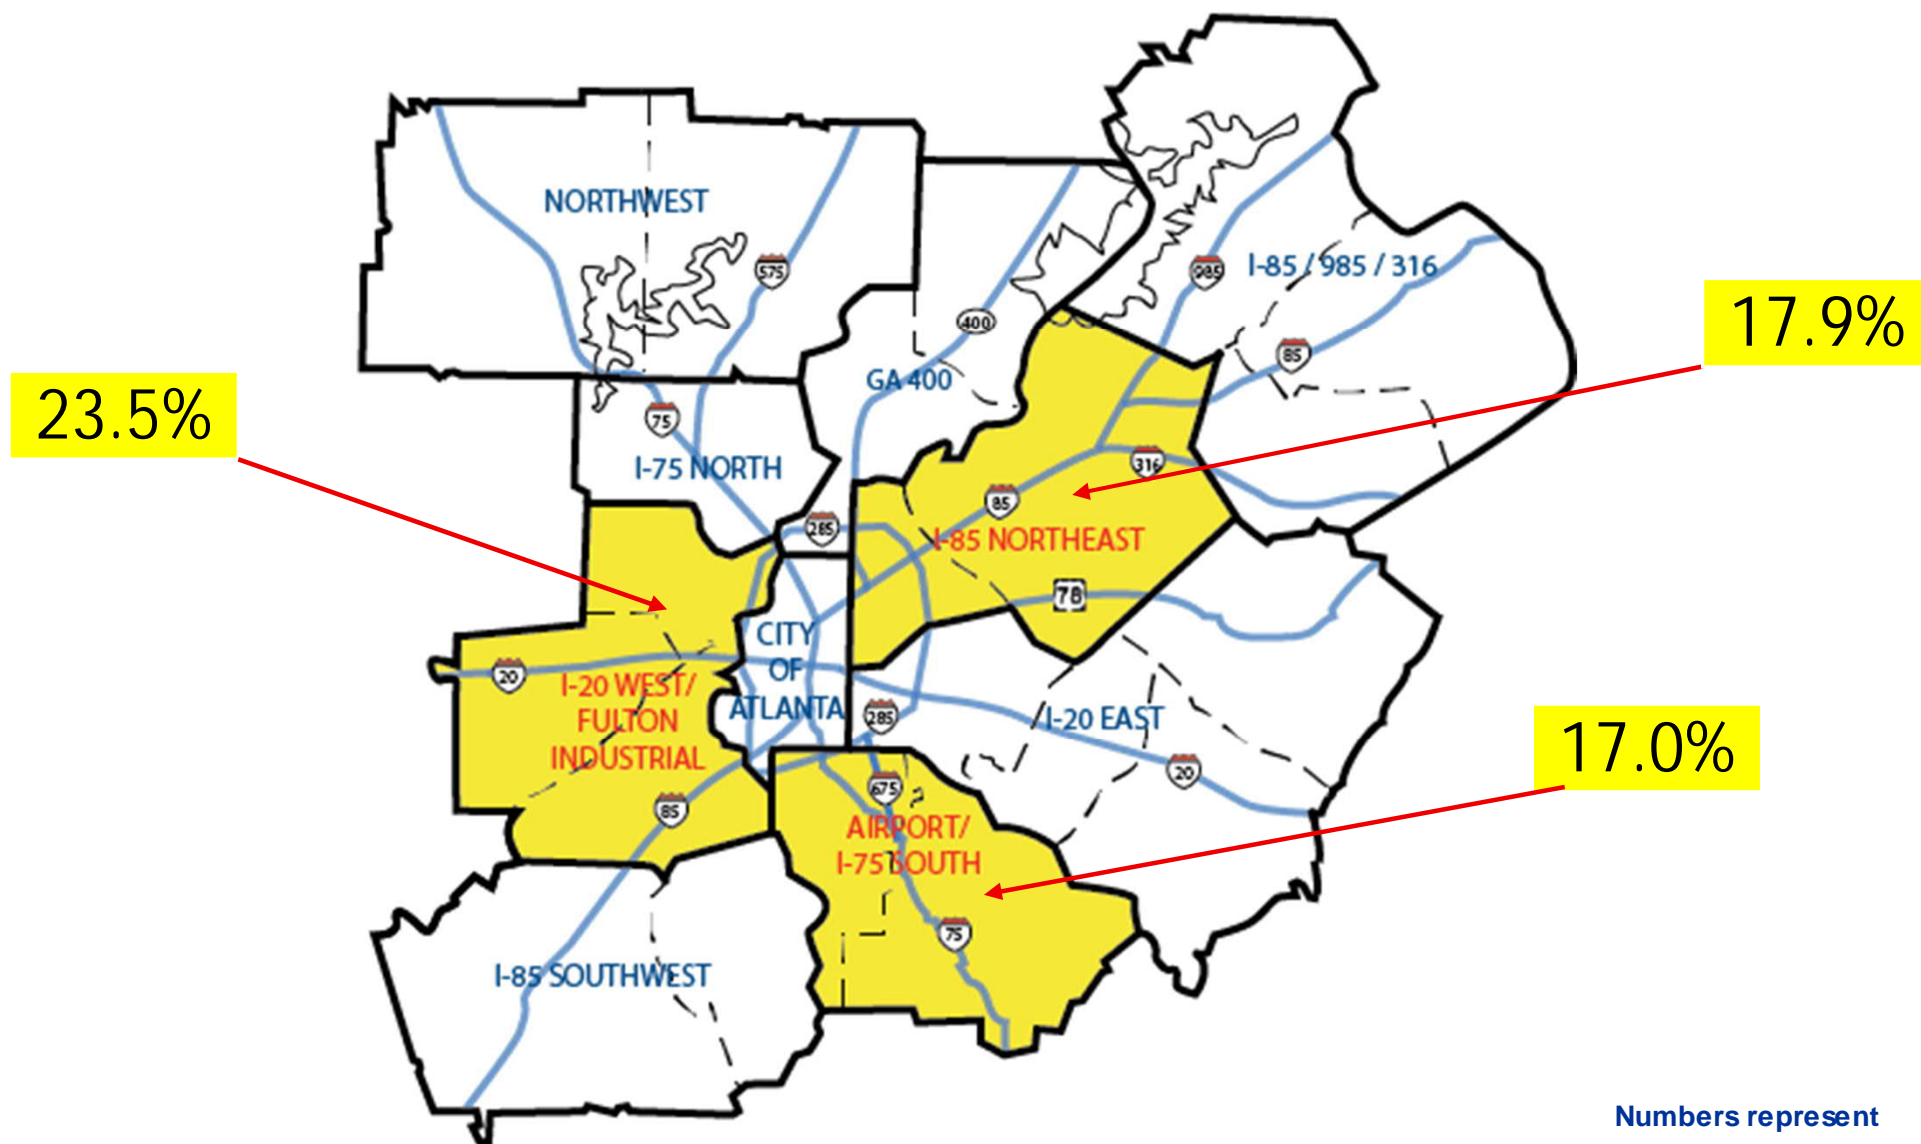 NORTHWEST
575
985
I-85 / 985 / 316
17.9%
400
85
GA 400
23.5%
75
I-75 NORTH
316
85
285
I-85 NORTHEAST
78
CITY
OF
ATLANTA
20
I-20 WEST/
FULTON
INDUSTRIAL
285
I-20 EAST
17.0%
20
675
85
AIRPORT/
I-75 SOUTH
75
I-85 SOUTHWEST
Numbers represent